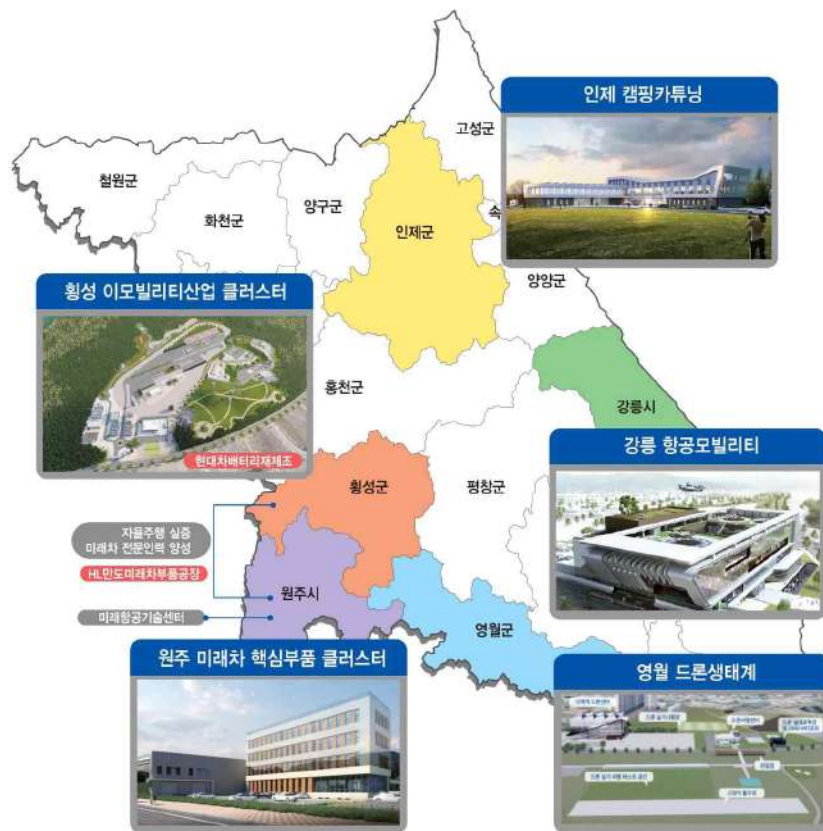 인제 캠핑카튜닝
고성군
철원군
화천군
양구군
인제군
속
양양군
횡성 이모빌리티산업 클러스터
현대차배터리재제조
홍천군
강릉시
강릉 항공모빌리티
횡성군
평창군
자율주행 실증
미래차 전문인력 양성
HL만도미래차부품공장
원주시
미래항공기술센터
영월군
원주 미래차 핵심부품 클러스터
영월 드론생태계